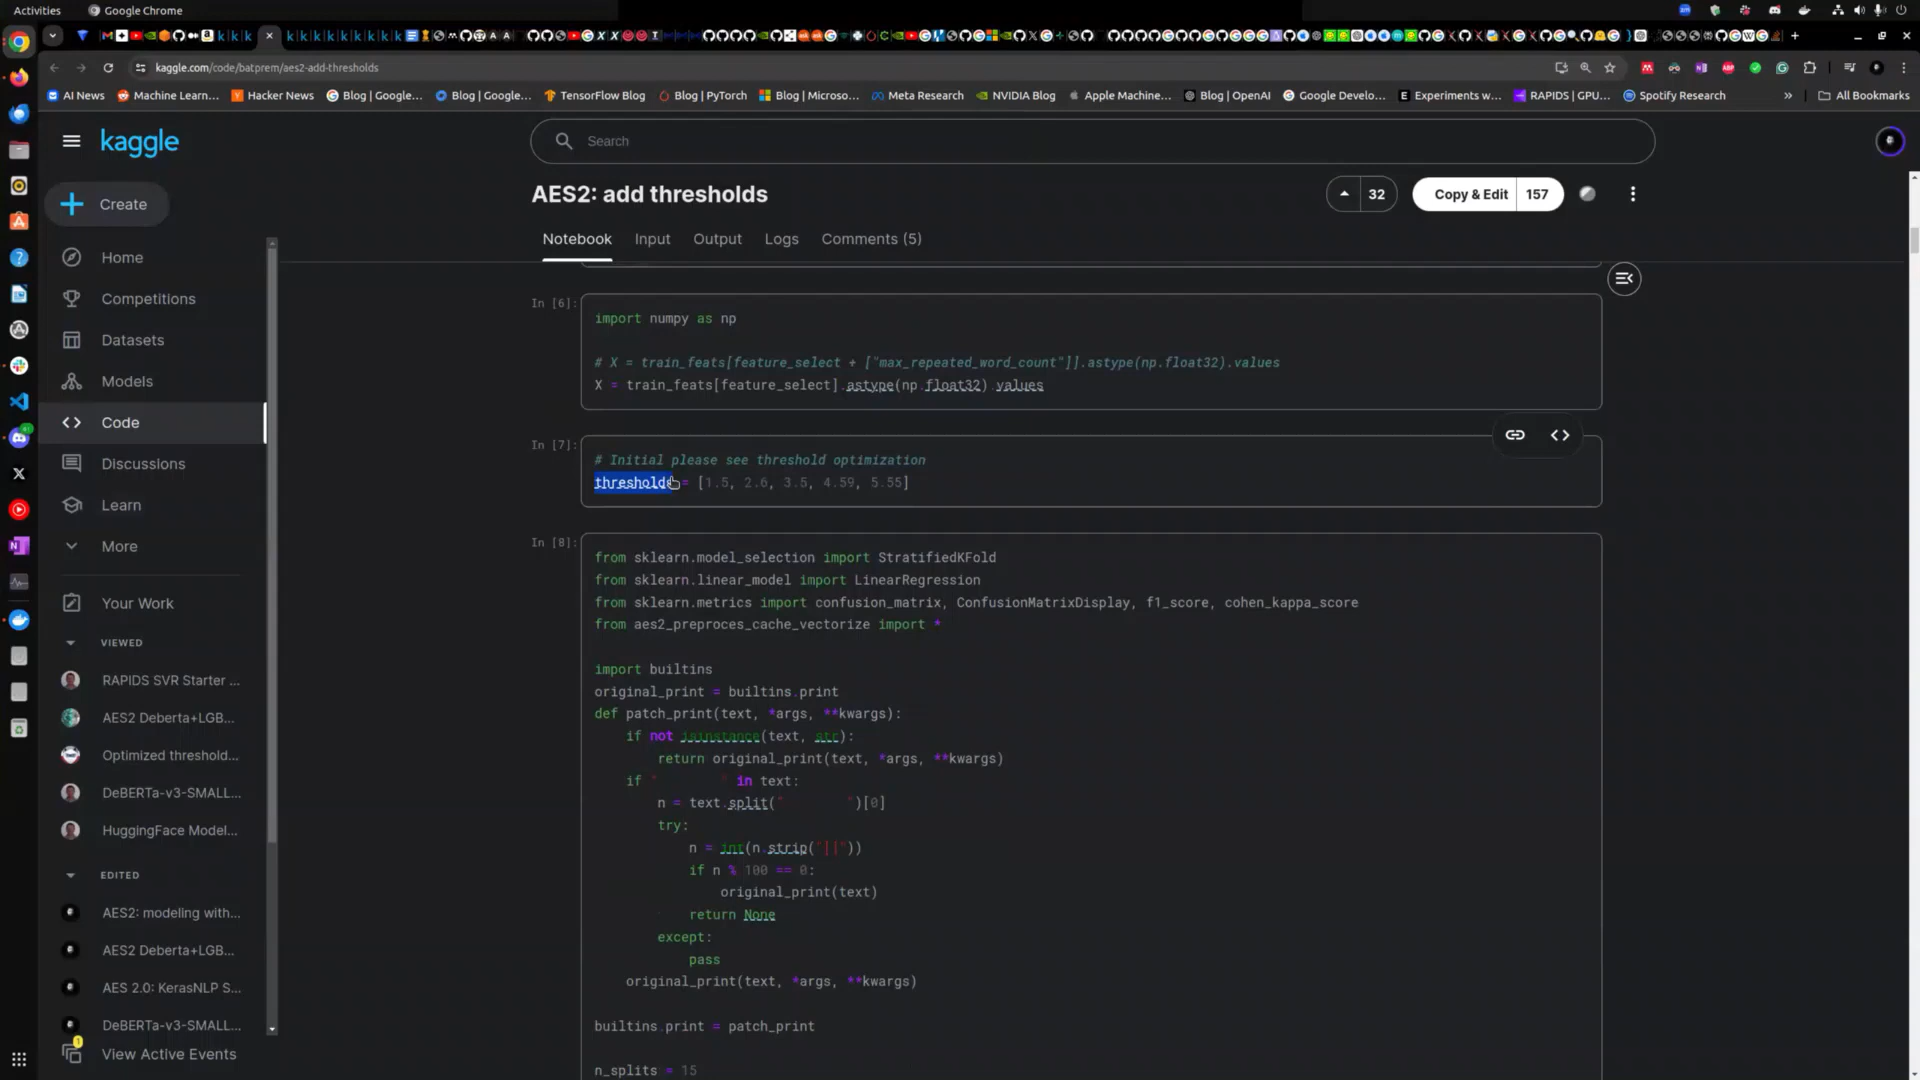 Activities
Google Chrome
kaggle.com/code/batprem/aes2-add-thresholds
AI News
Machine Learn...
Hacker News
Blog | Google...
Blog | Google...
TensorFlow Blog
Blog | PyTorch
Blog | Microso...
Meta Research
NVIDIA Blog
Apple Machine...
Blog | OpenAI
Google Develo...
Experiments w...
RAPIDS | GPU...
Spotify Research
All Bookmarks
kaggle
Search
Create
AES2: add thresholds
32
Copy & Edit
157
Notebook
Input
Output
Logs
Comments (5)
Home
Competitions
Datasets
Models
Code
Discussions
Learn
More
Your Work
VIEWED
RAPIDS SVR Starter ...
AES2 Deberta+LGB...
Optimized threshold...
DeBERTa-v3-SMALL...
HuggingFace Model...
EDITED
AES2: modeling with...
AES2 Deberta+LGB...
AES 2.0: KerasNLP S...
DeBERTa-v3-SMALL...
1
View Active Events
In [6]:
import numpy as np
# X = train_feats[feature_select + ["max_repeated_word_count"]].astype(np.float32).values
X = train_feats[feature_select].astype(np.float32).values
In [7]:
# Initial please see threshold optimization
thresholds = [1.5, 2.6, 3.5, 4.59, 5.55]
In [8]:
from sklearn.model_selection import StratifiedKFold
from sklearn.linear_model import LinearRegression
from sklearn.metrics import confusion_matrix, ConfusionMatrixDisplay, f1_score, cohen_kappa_score
from aes2_preproces_cache_vectorize import *
import builtins
original_print = builtins.print
def patch_print(text, *args, **kwargs):
if not isinstance(text, str):
return original_print(text, *args, **kwargs)
if " " in text:
n = text.split(" ")[0]
try:
n = int(n.strip("||"))
if n % 100 == 0:
original_print(text)
return None
except:
pass
original_print(text, *args, **kwargs)
builtins.print = patch_print
n_splits = 15